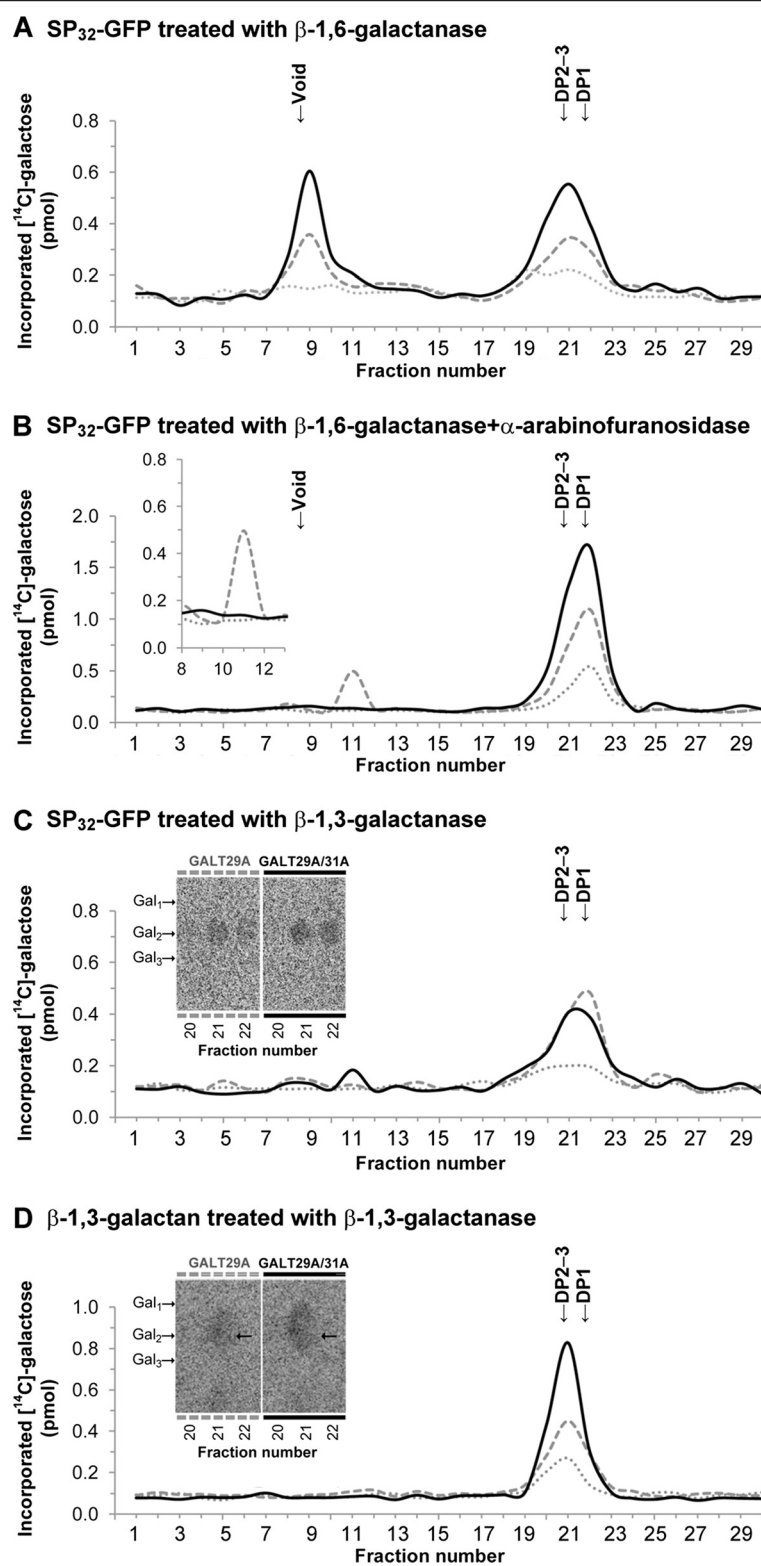 A SP32-GFP treated with β-1,6-galactanase
←Void
←DP2–3
←DP1
Incorporated [14C]-galactose
(pmol)
0.8
0.6
0.4
0.2
0.0
1 3 5 7 9 11 13 15 17 19 21 23 25 27 29
Fraction number
B SP32-GFP treated with β-1,6-galactanase+α-arabinofuranosidase
←Void
←DP2–3
←DP1
Incorporated [14C]-galactose
(pmol)
2.0
1.5
1.0
0.5
0.0
0.8
0.6
0.4
0.2
0.0
8 10 12
1 3 5 7 9 11 13 15 17 19 21 23 25 27 29
Fraction number
C SP32-GFP treated with β-1,3-galactanase
GALT29A GALT29A/31A
Gal1→
Gal2→
Gal3→
20 21 22 20 21 22
Fraction number
←DP2–3
←DP1
Incorporated [14C]-galactose
(pmol)
0.8
0.6
0.4
0.2
0.0
1 3 5 7 9 11 13 15 17 19 21 23 25 27 29
Fraction number
D β-1,3-galactan treated with β-1,3-galactanase
GALT29A GALT29A/31A
Gal1→
Gal2→
Gal3→
20 21 22 20 21 22
Fraction number
←DP2–3
←DP1
Incorporated [14C]-galactose
(pmol)
1.0
0.8
0.6
0.4
0.2
0.0
1 3 5 7 9 11 13 15 17 19 21 23 25 27 29
Fraction number